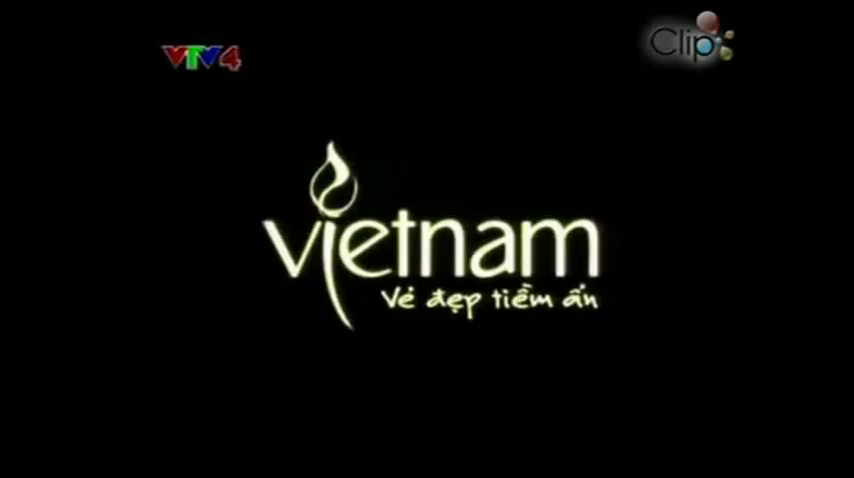 VTV4
Clip
Vietnam
Vẻ đẹp tiềm ẩn